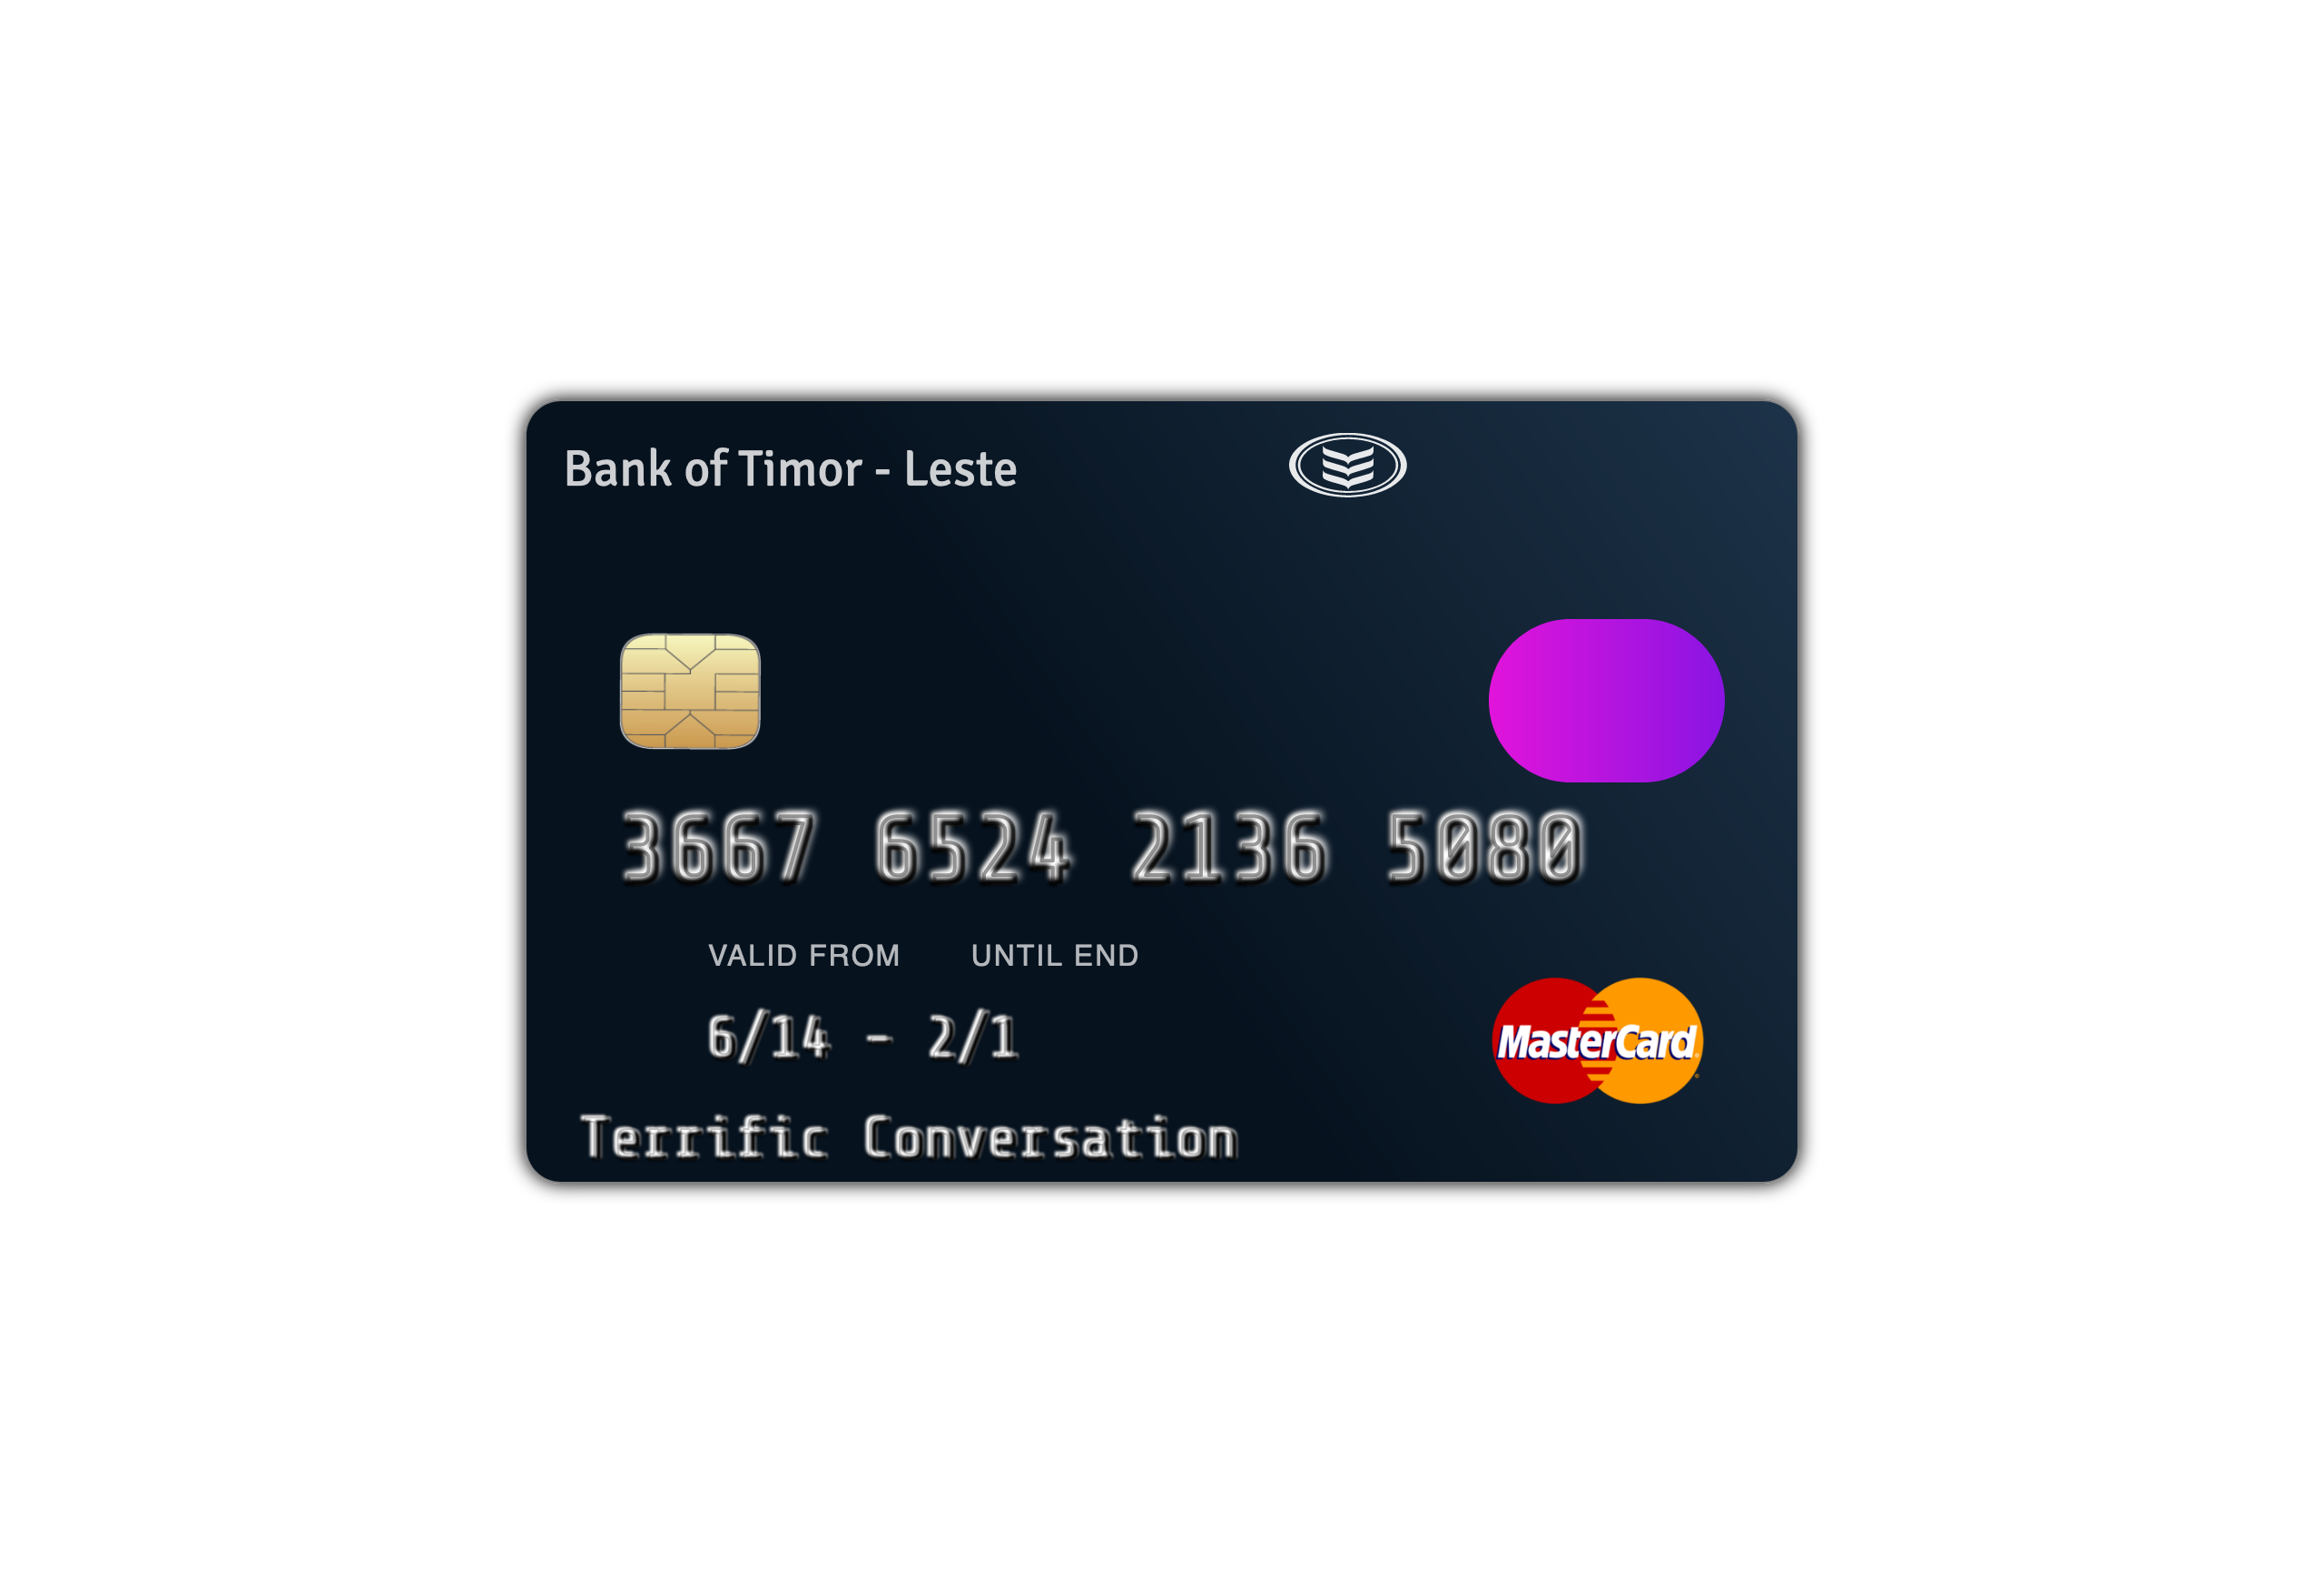 Bank of Timor - Leste
3667 6524 2136 5080
VALID FROM UNTIL END
6/14 - 2/1
MasterCard
Terrific Conversation